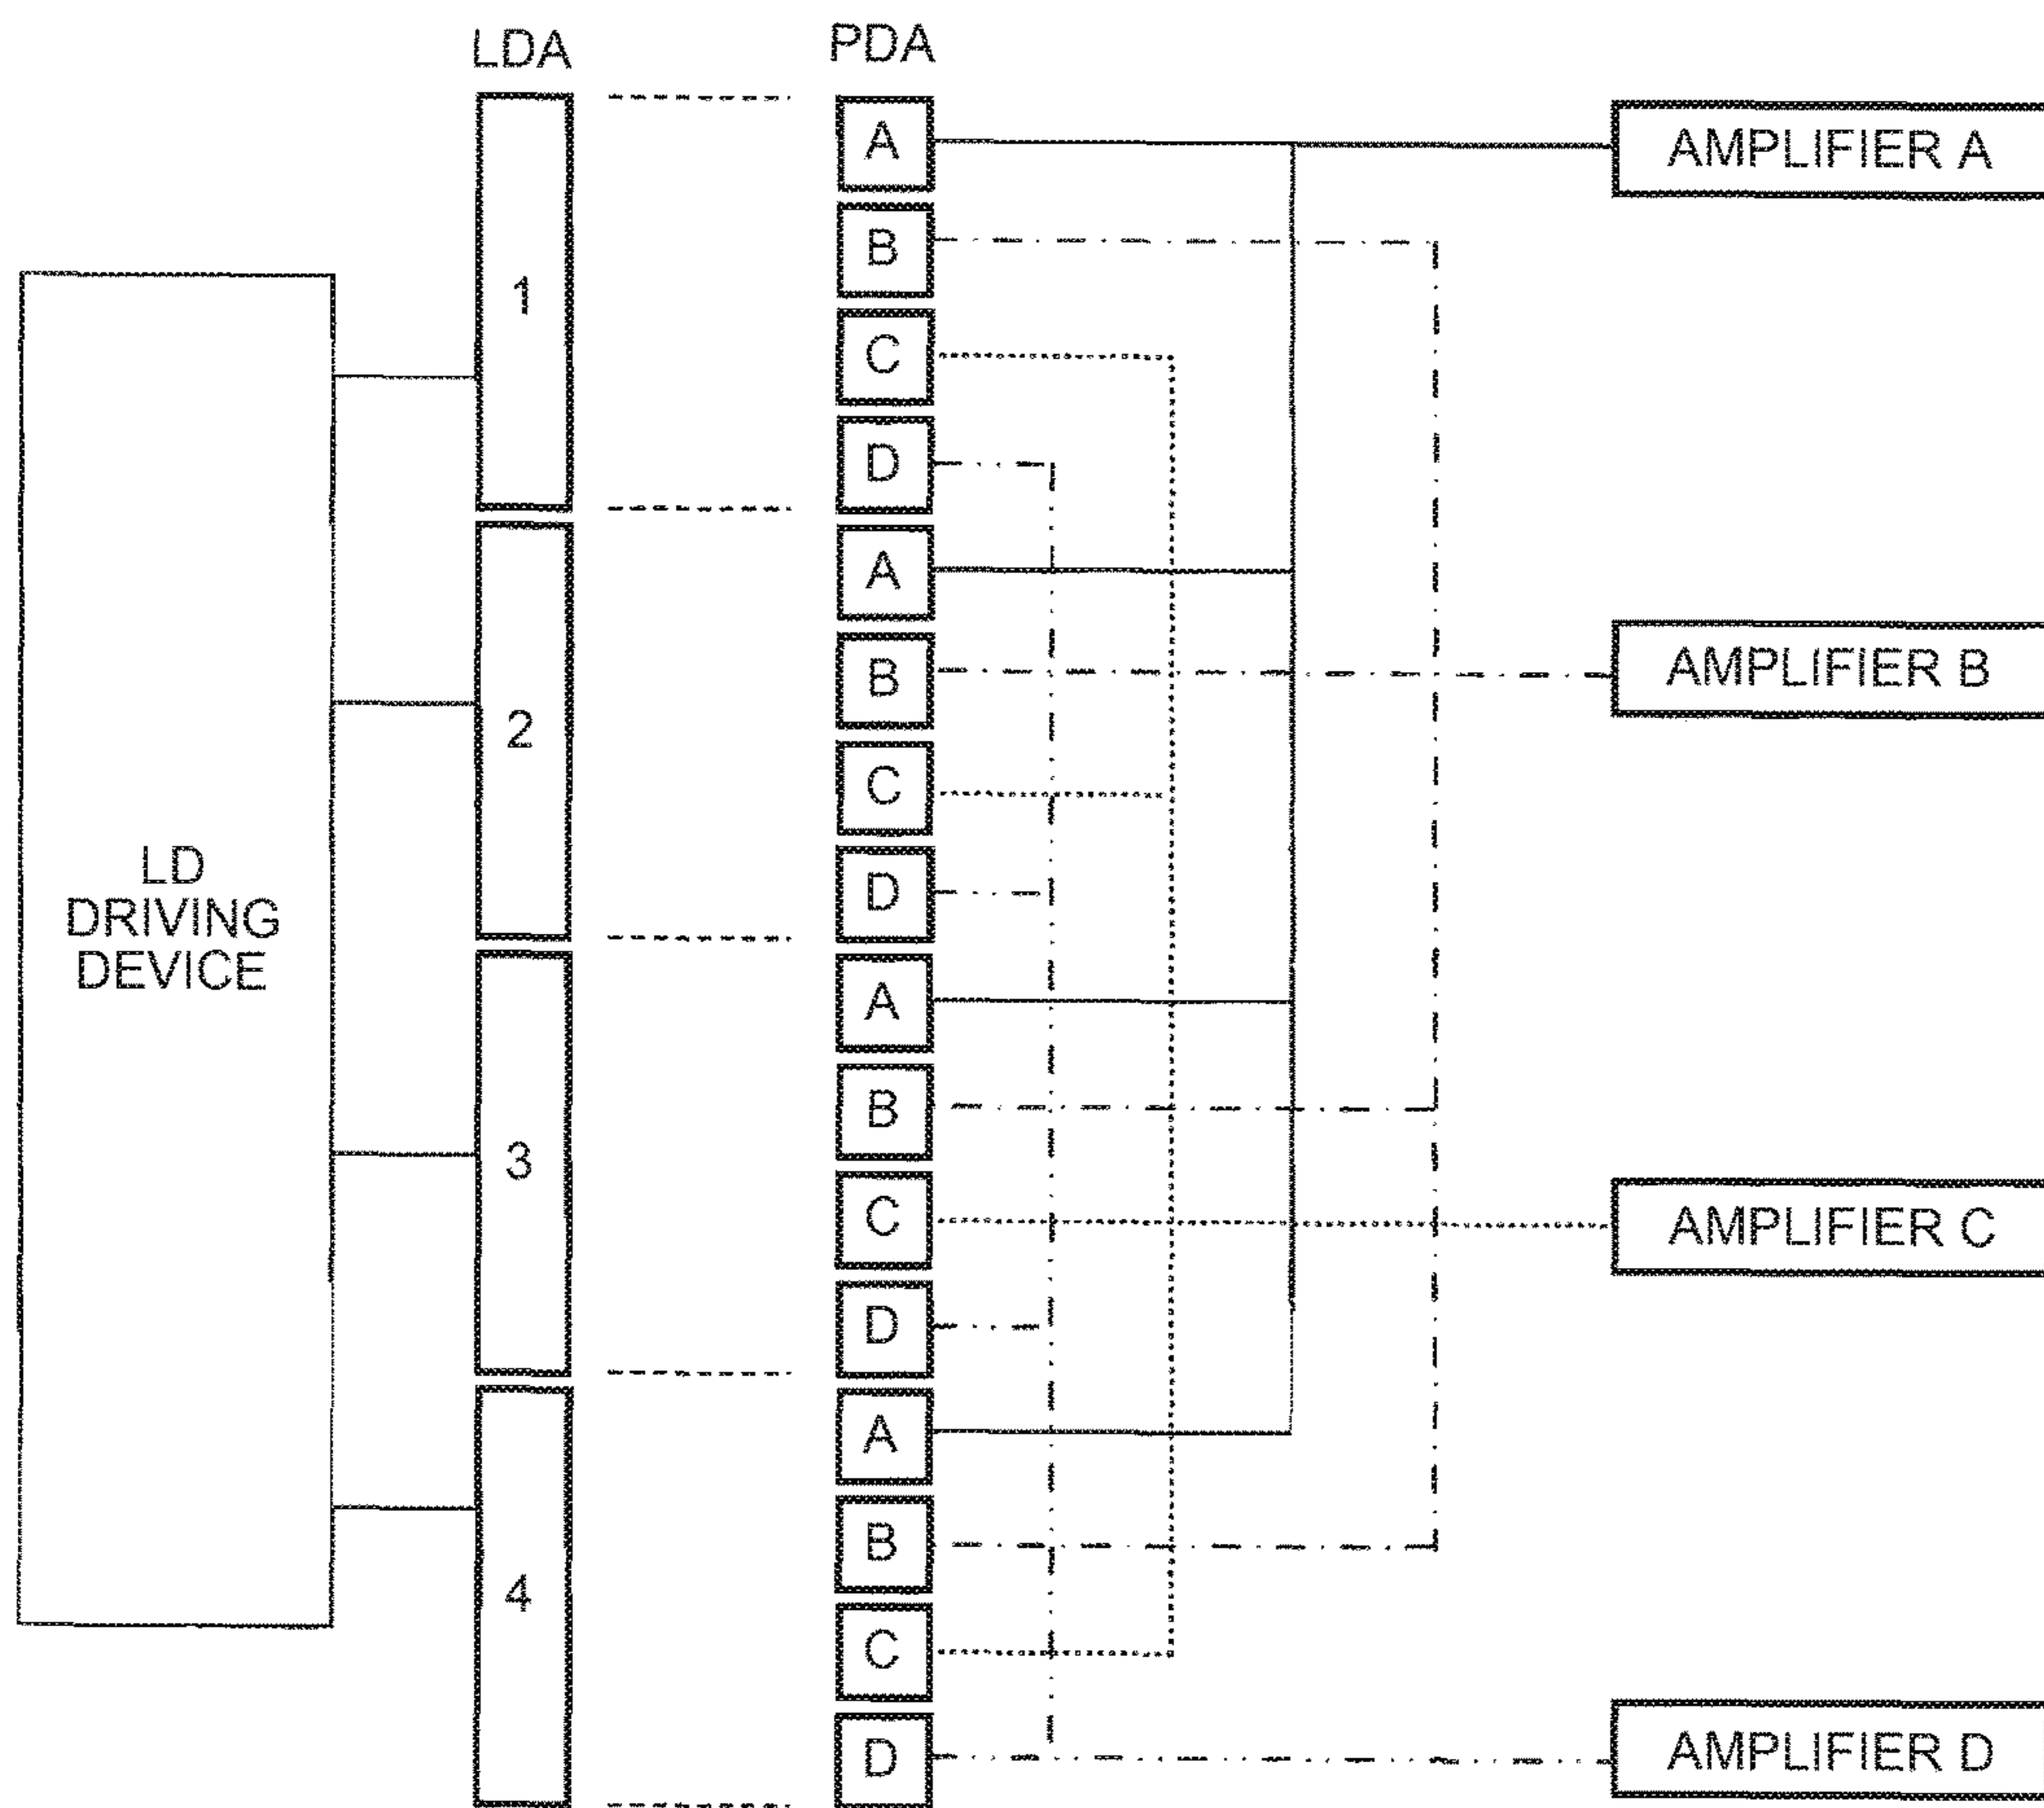 LDA
PDA
LD
DRIVING
DEVICE
1
2
3
4
A
B
C
D
A
B
C
D
A
B
C
D
A
B
C
D
AMPLIFIER A
AMPLIFIER B
AMPLIFIER C
AMPLIFIER D